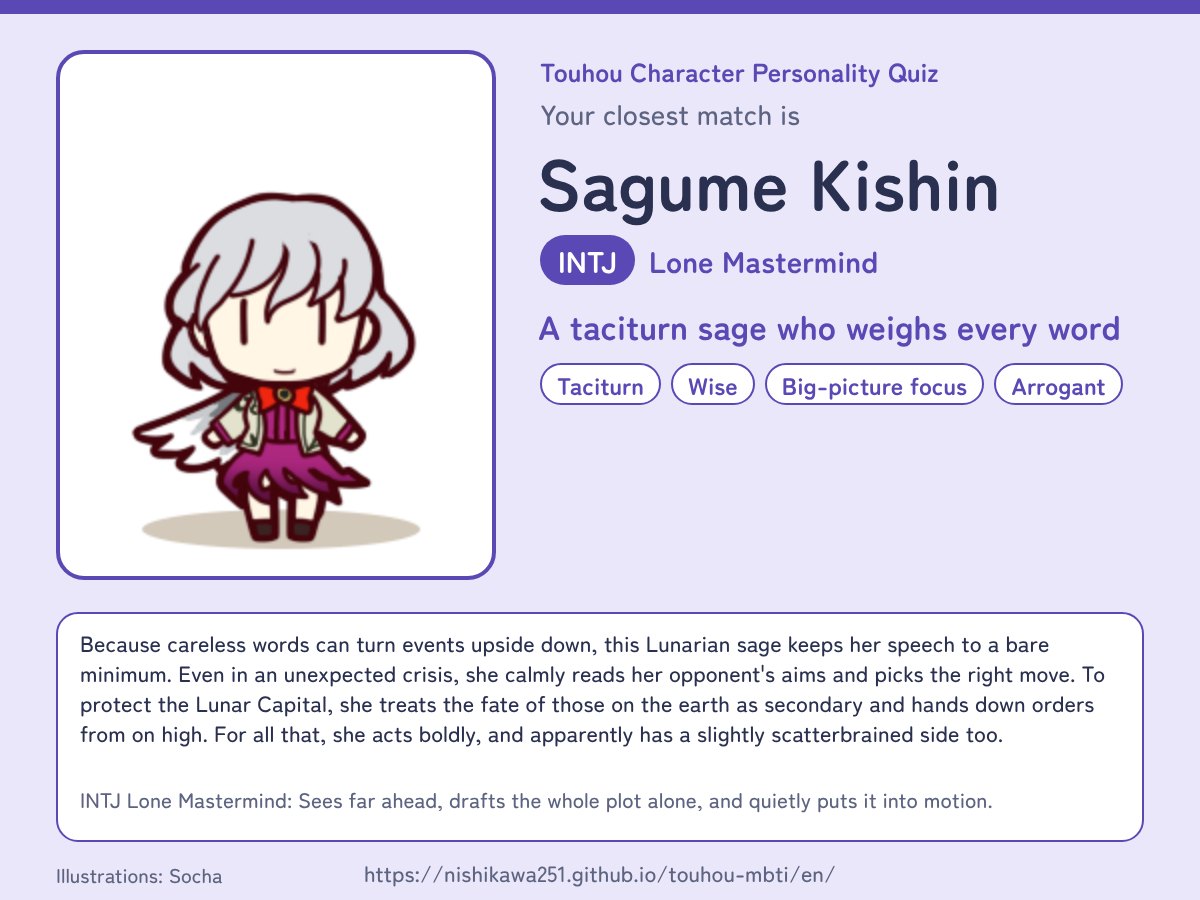 Touhou Character Personality Quiz
Your closest match is
Sagume Kishin
INTJ Lone Mastermind
A taciturn sage who weighs every word
Taciturn Wise Big-picture focus Arrogant
Because careless words can turn events upside down, this Lunarian sage keeps her speech to a bare
minimum. Even in an unexpected crisis, she calmly reads her opponent's aims and picks the right move. To
protect the Lunar Capital, she treats the fate of those on the earth as secondary and hands down orders
from on high. For all that, she acts boldly, and apparently has a slightly scatterbrained side too.
INTJ Lone Mastermind: Sees far ahead, drafts the whole plot alone, and quietly puts it into motion.
Illustrations: Socha https://nishikawa251.github.io/touhou-mbti/en/